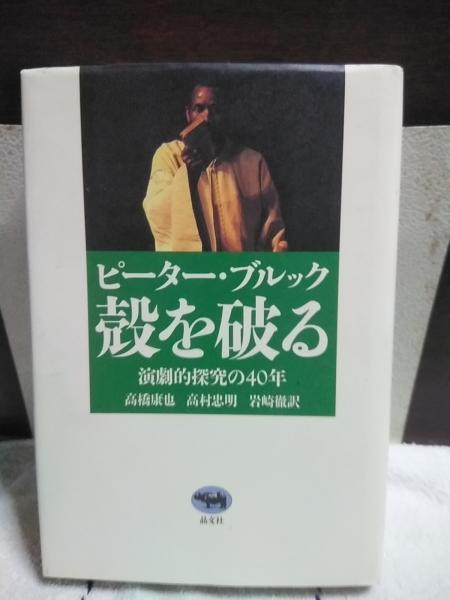 ピーター・ブルック
殻を破る
演劇的探究の40年
高橋康也 高村忠明 岩崎徹訳
晶文社